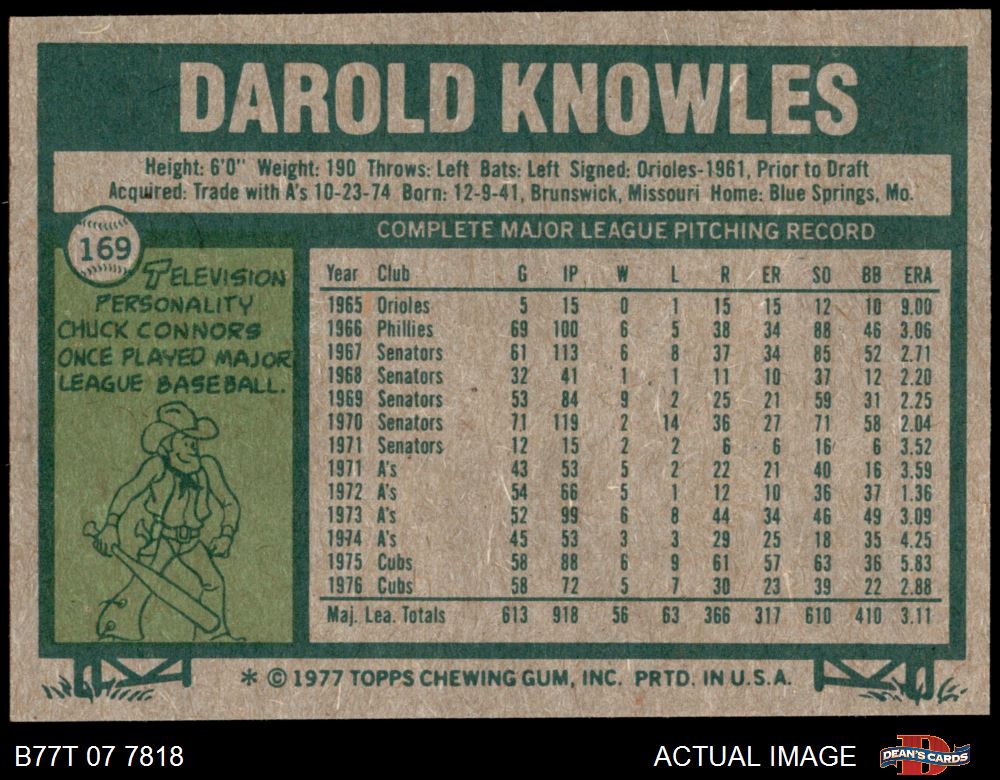 DAROLD KNOWLES
Height: 6'0" Weight: 190 Throws: Left Bats: Left Signed: Orioles-1961, Prior to Draft
Acquired: Trade with A's 10-23-74 Born: 12-9-41, Brunswick, Missouri Home: Blue Springs, Mo.
169
TELEVISION
PERSONALITY
CHUCK CONNORS
ONCE PLAYED MAJOR
LEAGUE BASEBALL.
COMPLETE MAJOR LEAGUE PITCHING RECORD
Year Club G IP W L R ER SO BB ERA
1965 Orioles 5 15 0 1 15 15 12 10 9.00
1966 Phillies 69 100 6 5 38 34 88 46 3.06
1967 Senators 61 113 6 8 37 34 85 52 2.71
1968 Senators 32 41 1 1 11 10 37 12 2.20
1969 Senators 53 84 9 2 25 21 59 31 2.25
1970 Senators 71 119 2 14 36 27 71 58 2.04
1971 Senators 12 15 2 2 6 6 16 6 3.52
1971 A's 43 53 5 2 22 21 40 16 3.59
1972 A's 54 66 5 1 12 10 36 37 1.36
1973 A's 52 99 6 8 44 34 46 49 3.09
1974 A's 45 53 3 3 29 25 18 35 4.25
1975 Cubs 58 88 6 9 61 57 63 36 5.83
1976 Cubs 58 72 5 7 30 23 39 22 2.88
Maj. Lea. Totals 613 918 56 63 366 317 610 410 3.11
* © 1977 TOPPS CHEWING GUM, INC. PRTD. IN U.S.A.
B77T 07 7818
ACTUAL IMAGE
D
DEAN'S CARDS